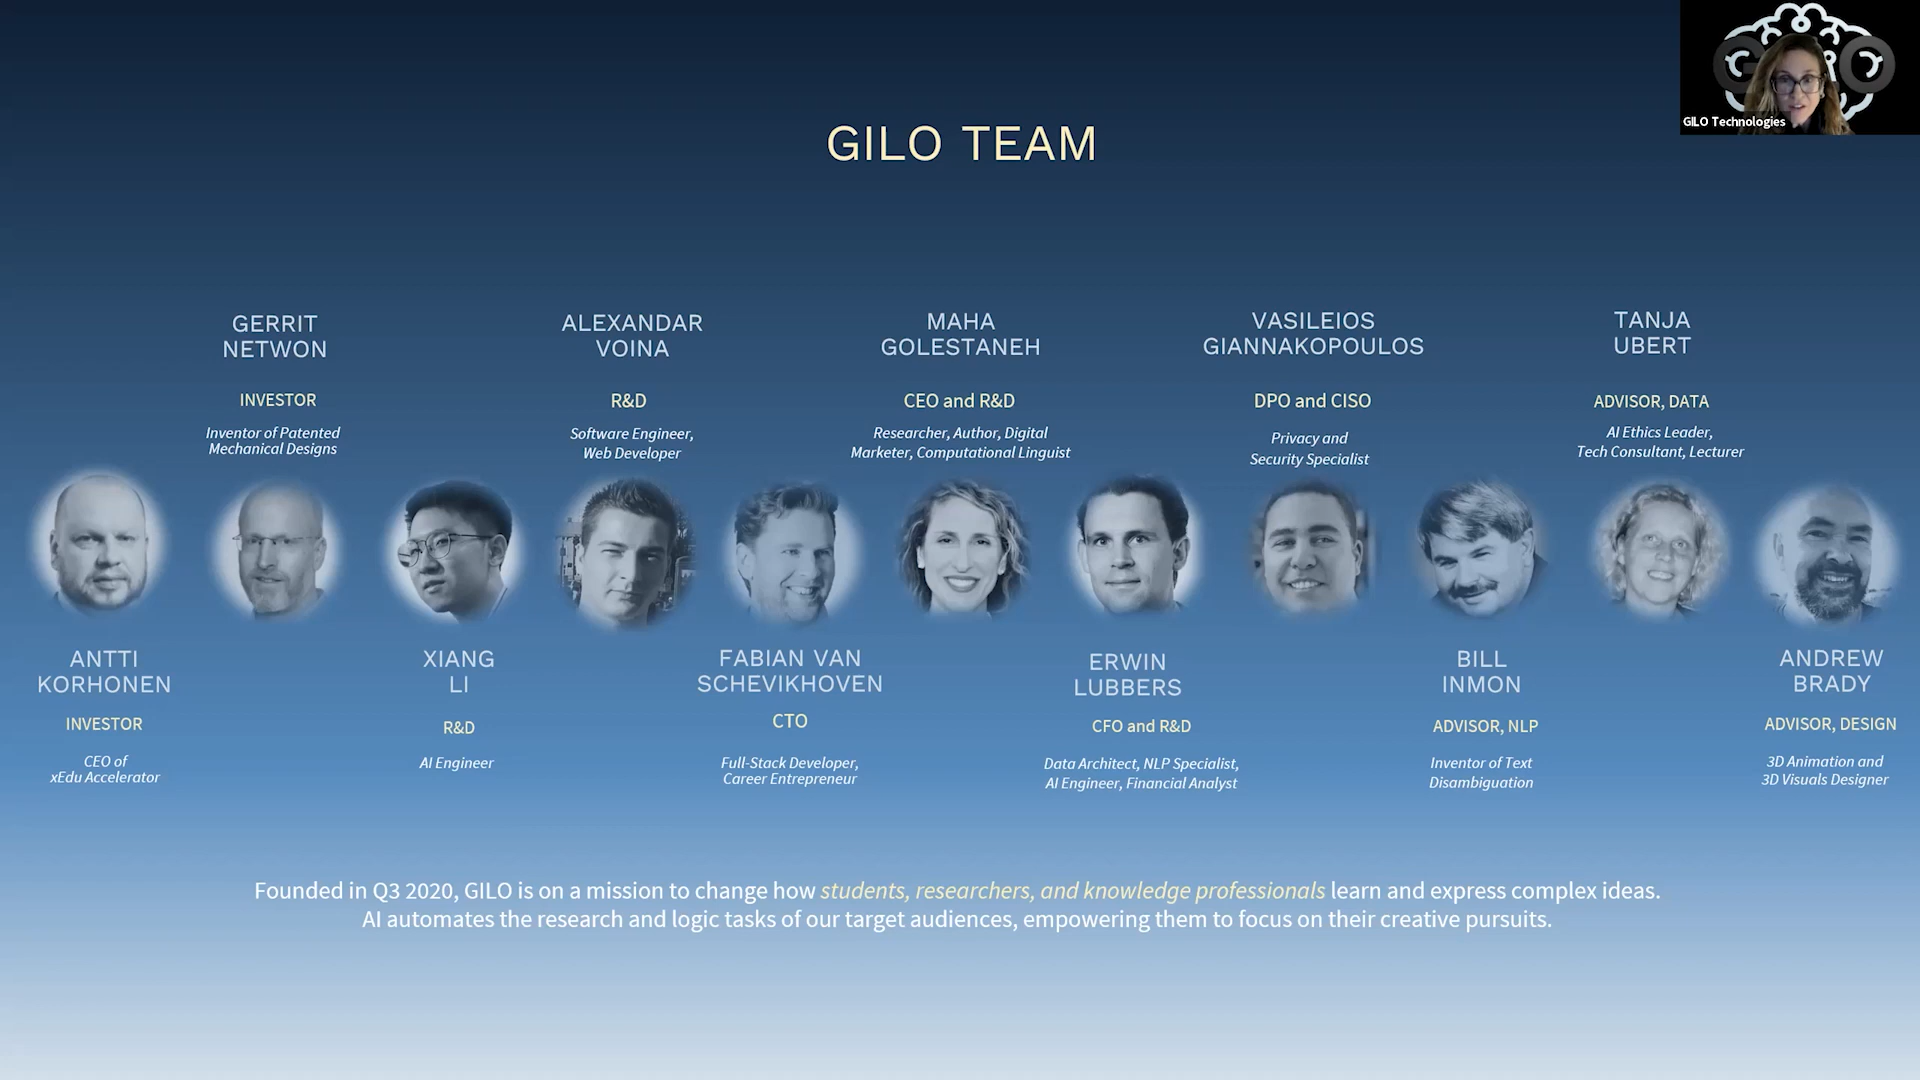 GILO
GILO Technologies
GILO TEAM
GERRIT
NETWON
INVESTOR
Inventor of Patented
Mechanical Designs
ALEXANDAR
VOINA
R&D
Software Engineer,
Web Developer
MAHA
GOLESTANEH
CEO and R&D
Researcher, Author, Digital
Marketer, Computational Linguist
VASILEIOS
GIANNAKOPOULOS
DPO and CISO
Privacy and
Security Specialist
TANJA
UBERT
ADVISOR, DATA
AI Ethics Leader,
Tech Consultant, Lecturer
ANTTI
KORHONEN
INVESTOR
CEO of
xEdu Accelerator
XIANG
LI
R&D
AI Engineer
FABIAN VAN
SCHEVIKHOVEN
CTO
Full-Stack Developer,
Career Entrepreneur
ERWIN
LUBBERS
CFO and R&D
Data Architect, NLP Specialist,
AI Engineer, Financial Analyst
BILL
INMON
ADVISOR, NLP
Inventor of Text
Disambiguation
ANDREW
BRADY
ADVISOR, DESIGN
3D Animation and
3D Visuals Designer
Founded in Q3 2020, GILO is on a mission to change how students, researchers, and knowledge professionals learn and express complex ideas.
AI automates the research and logic tasks of our target audiences, empowering them to focus on their creative pursuits.